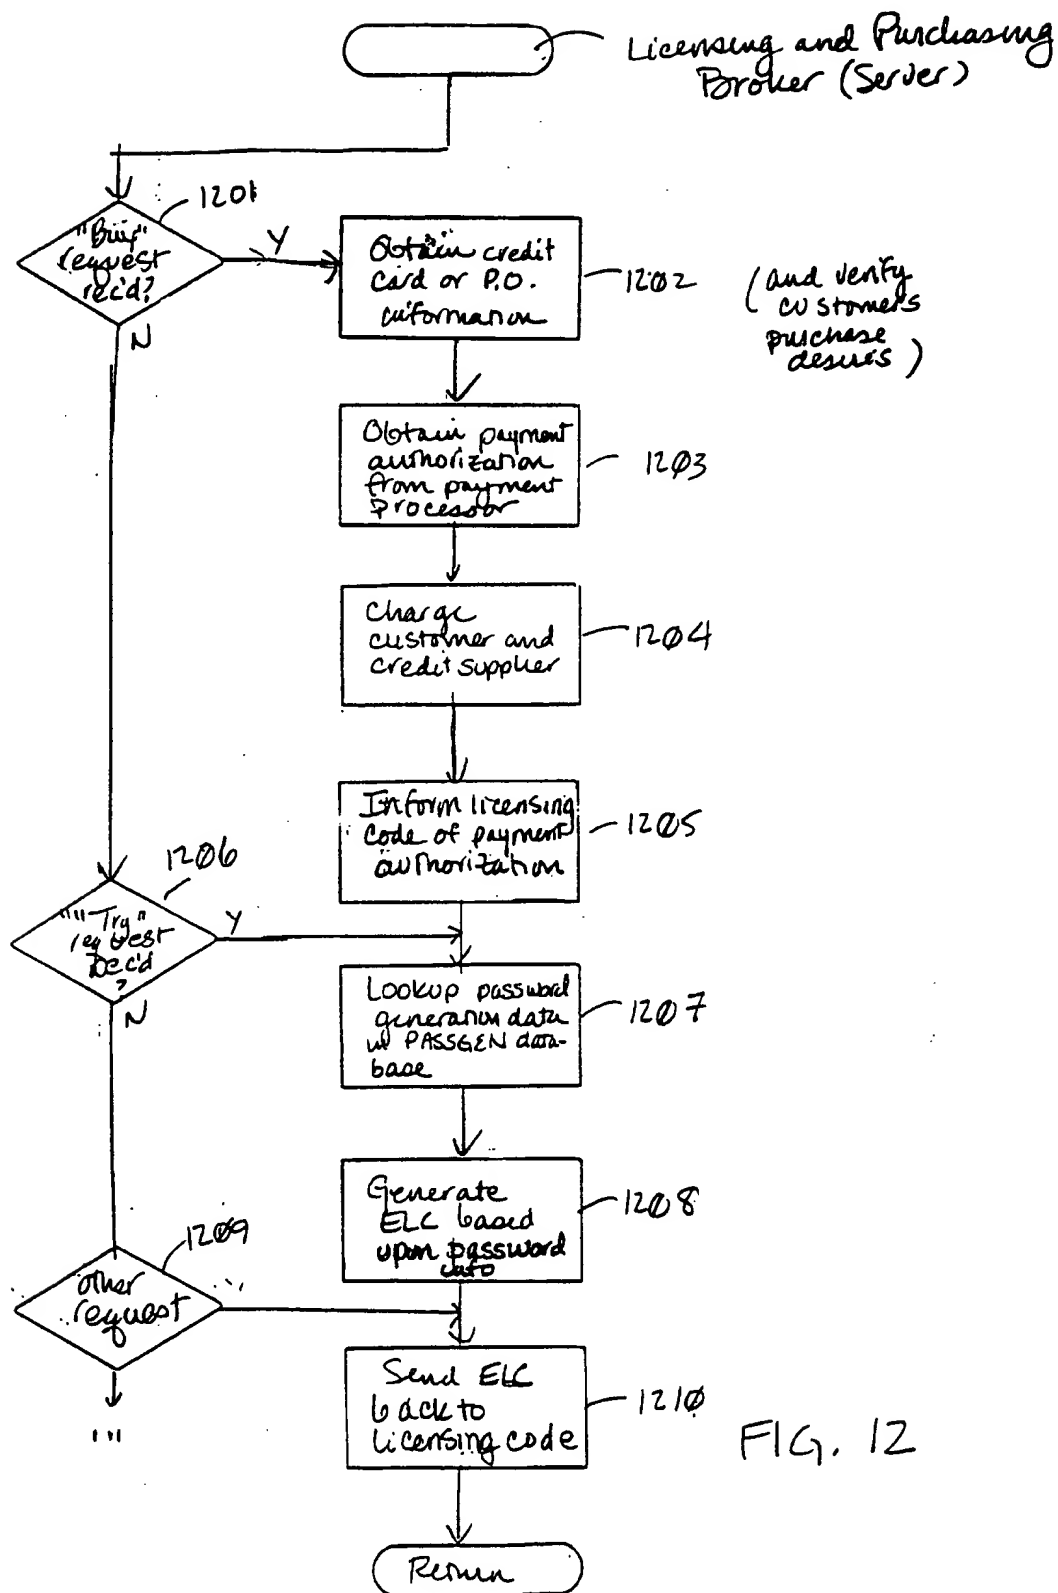 Licensing and Purchasing
Broker (Server)
1201
"Buy"
request
rec'd?
Y
N
Obtain credit
card or P.O.
information
1202
(and verify
customers
purchase
desires)
Obtain payment
authorization
from payment
processor
1203
Charge
customer and
credit supplier
1204
Inform licensing
code of payment
authorization
1205
1206
"Try"
request
Rec'd
?
Y
N
Lookup password
generation data
in PASSGEN data-
base
1207
Generate
ELC based
upon password
info
1208
1209
other
request
Send ELC
back to
licensing code
1210
FIG. 12
Return